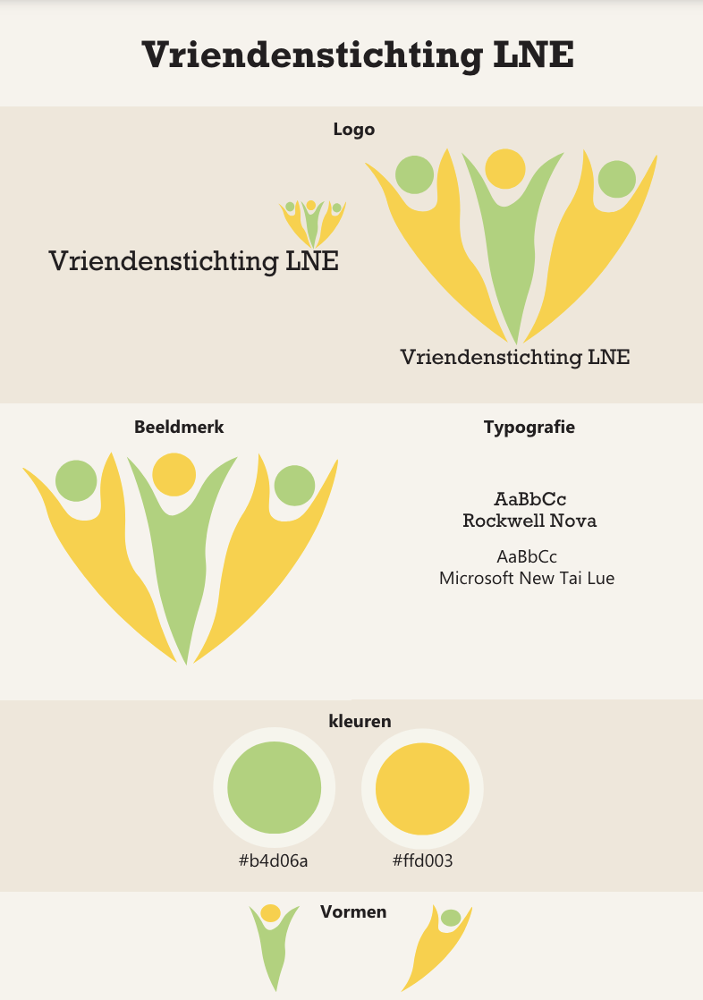 Vriendenstichting LNE
Logo
Vriendenstichting LNE
Vriendenstichting LNE
Beeldmerk
Typografie
AaBbCc
Rockwell Nova
AaBbCc
Microsoft New Tai Lue
kleuren
#b4d06a
#ffd003
Vormen